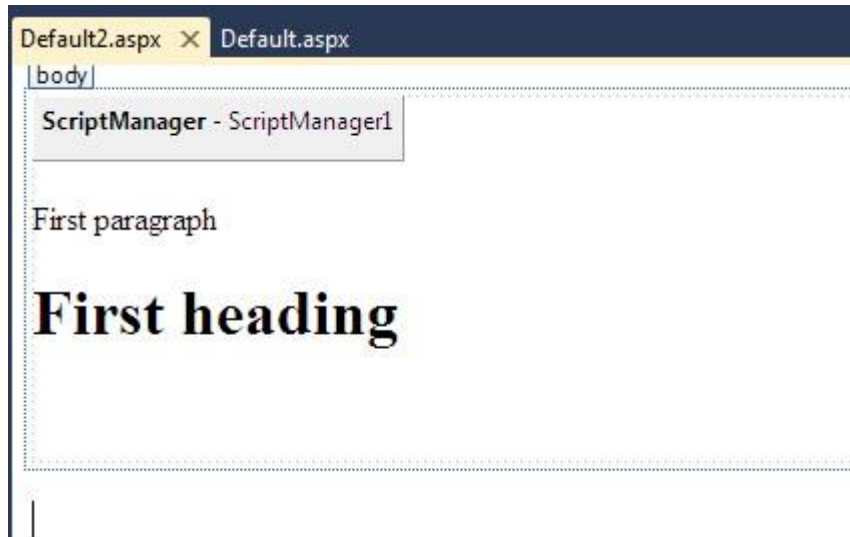 Default2.aspx Default.aspx
body
ScriptManager - ScriptManager1
First paragraph
First heading